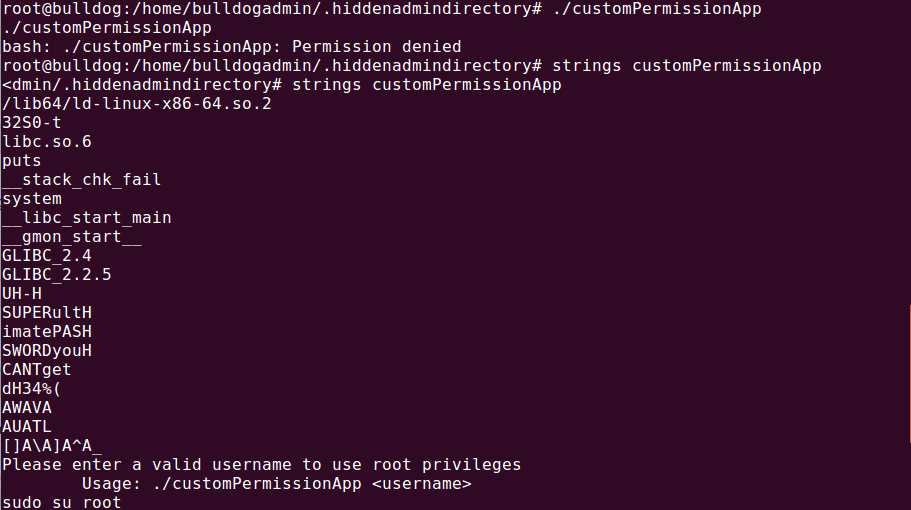 root@bulldog:/home/bulldogadmin/.hiddenadmindirectory# ./customPermissionApp
./customPermissionApp
bash: ./customPermissionApp: Permission denied
root@bulldog:/home/bulldogadmin/.hiddenadmindirectory# strings customPermissionApp
<dmin/.hiddenadmindirectory# strings customPermissionApp
/lib64/ld-linux-x86-64.so.2
32S0-t
libc.so.6
puts
__stack_chk_fail
system
__libc_start_main
__gmon_start__
GLIBC_2.4
GLIBC_2.2.5
UH-H
SUPERultH
imatePASH
SWORDyouH
CANTget
dH34%(
AWAVA
AUATL
[]A\A]A^A_
Please enter a valid username to use root privileges
        Usage: ./customPermissionApp <username>
sudo su root